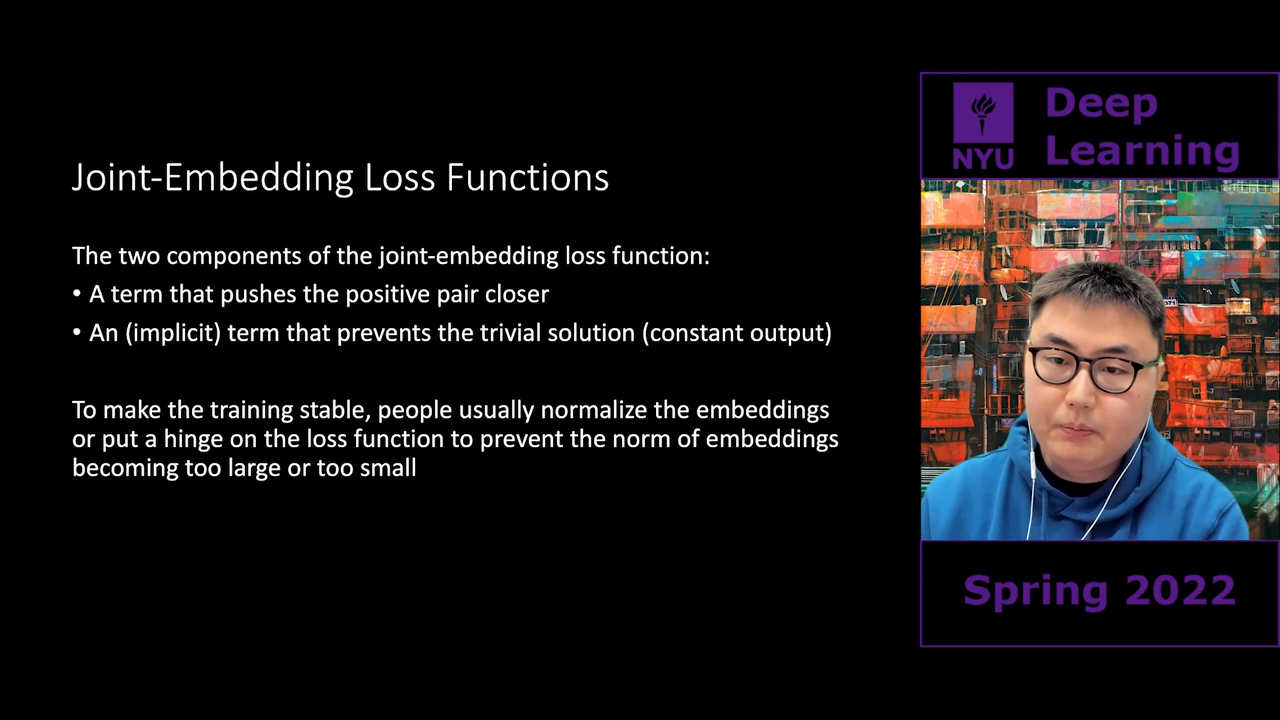 Joint-Embedding Loss Functions
The two components of the joint-embedding loss function:
• A term that pushes the positive pair closer
• An (implicit) term that prevents the trivial solution (constant output)
To make the training stable, people usually normalize the embeddings
or put a hinge on the loss function to prevent the norm of embeddings
becoming too large or too small
NYU
Deep
Learning
Spring 2022